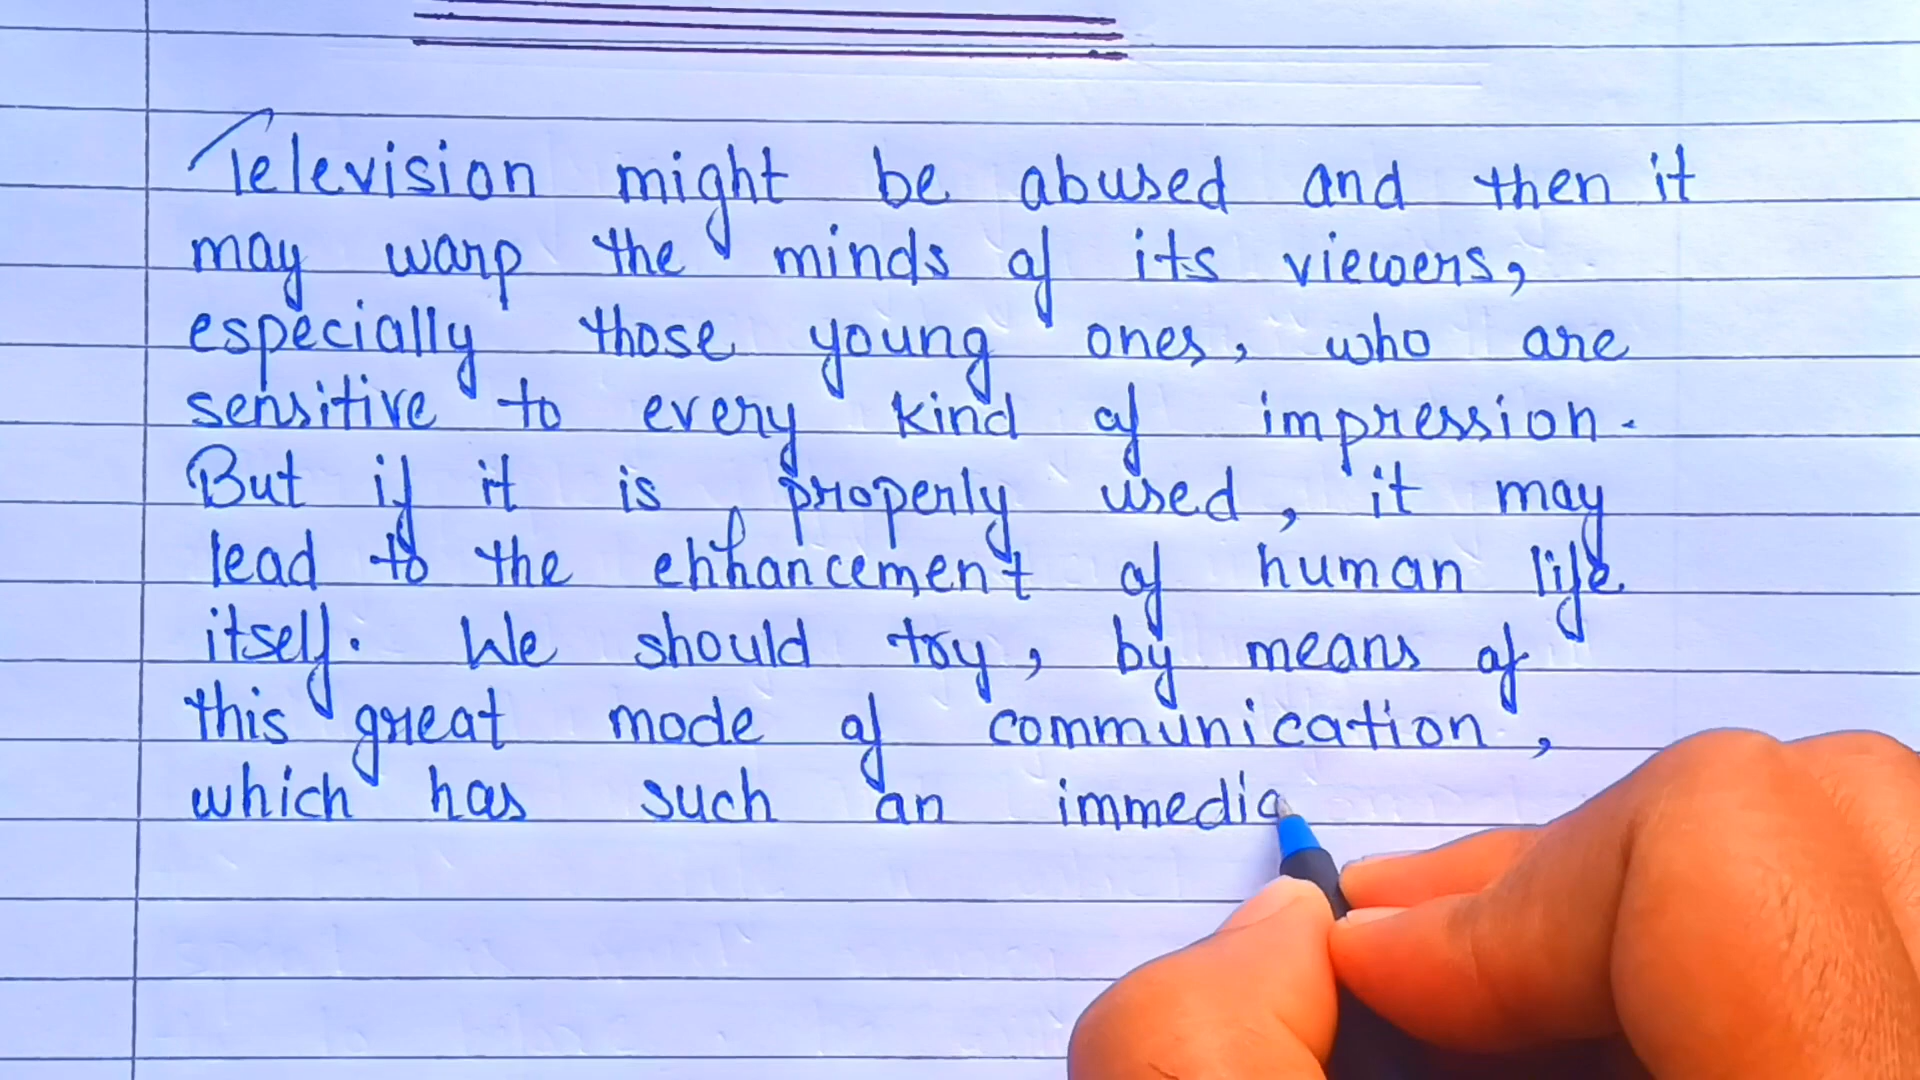 Television might be abused and then it
may warp the minds of its viewers,
especially those young ones, who are
sensitive to every kind of impression.
But if it is properly used, it may
lead to the ehhancement of human life
itself. We should try, by means of
this great mode of communication,
which has such an immedia